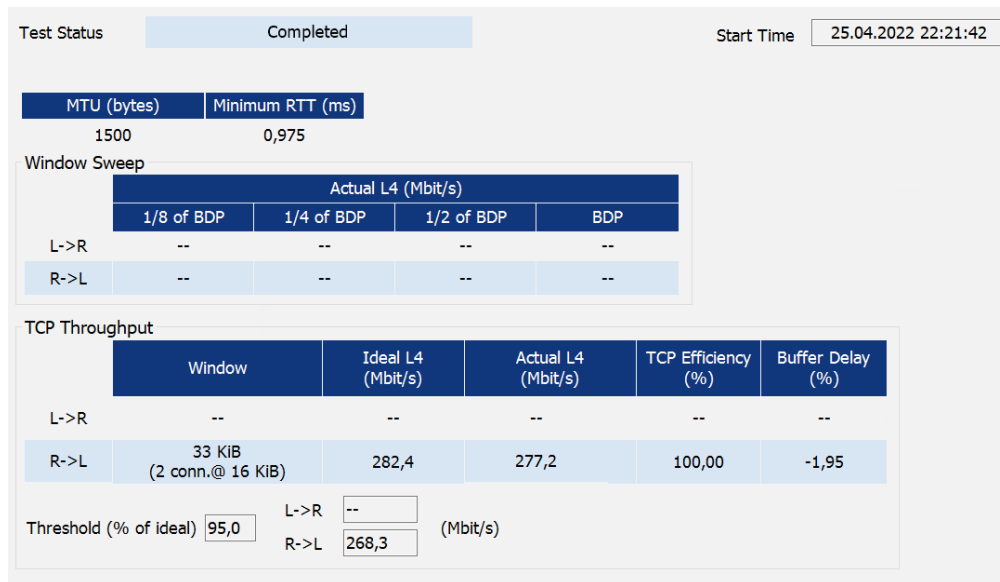 Test Status Completed Start Time 25.04.2022 22:21:42
MTU (bytes) Minimum RTT (ms)
1500 0,975
Window Sweep
Actual L4 (Mbit/s)
1/8 of BDP 1/4 of BDP 1/2 of BDP BDP
L->R -- -- -- --
R->L -- -- -- --
TCP Throughput
Window Ideal L4 (Mbit/s) Actual L4 (Mbit/s) TCP Efficiency (%) Buffer Delay (%)
L->R -- -- -- -- --
R->L 33 KiB (2 conn.@ 16 KiB) 282,4 277,2 100,00 -1,95
Threshold (% of ideal) 95,0 L->R -- (Mbit/s)
R->L 268,3